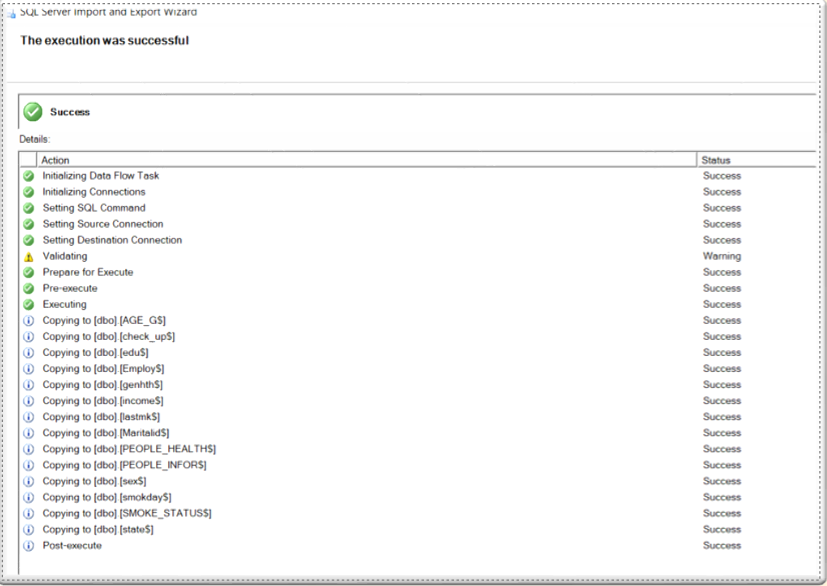 SQL Server Import and Export Wizard
The execution was successful
Success
Details:
Action Status
Initializing Data Flow Task Success
Initializing Connections Success
Setting SQL Command Success
Setting Source Connection Success
Setting Destination Connection Success
Validating Warning
Prepare for Execute Success
Pre-execute Success
Executing Success
Copying to [dbo].[AGE_G$] Success
Copying to [dbo].[check_up$] Success
Copying to [dbo].[edu$] Success
Copying to [dbo].[Employ$] Success
Copying to [dbo].[genhth$] Success
Copying to [dbo].[income$] Success
Copying to [dbo].[lastmk$] Success
Copying to [dbo].[Maritalid$] Success
Copying to [dbo].[PEOPLE_HEALTH$] Success
Copying to [dbo].[PEOPLE_INFOR$] Success
Copying to [dbo].[sex$] Success
Copying to [dbo].[smokday$] Success
Copying to [dbo].[SMOKE_STATUS$] Success
Copying to [dbo].[state$] Success
Post-execute Success